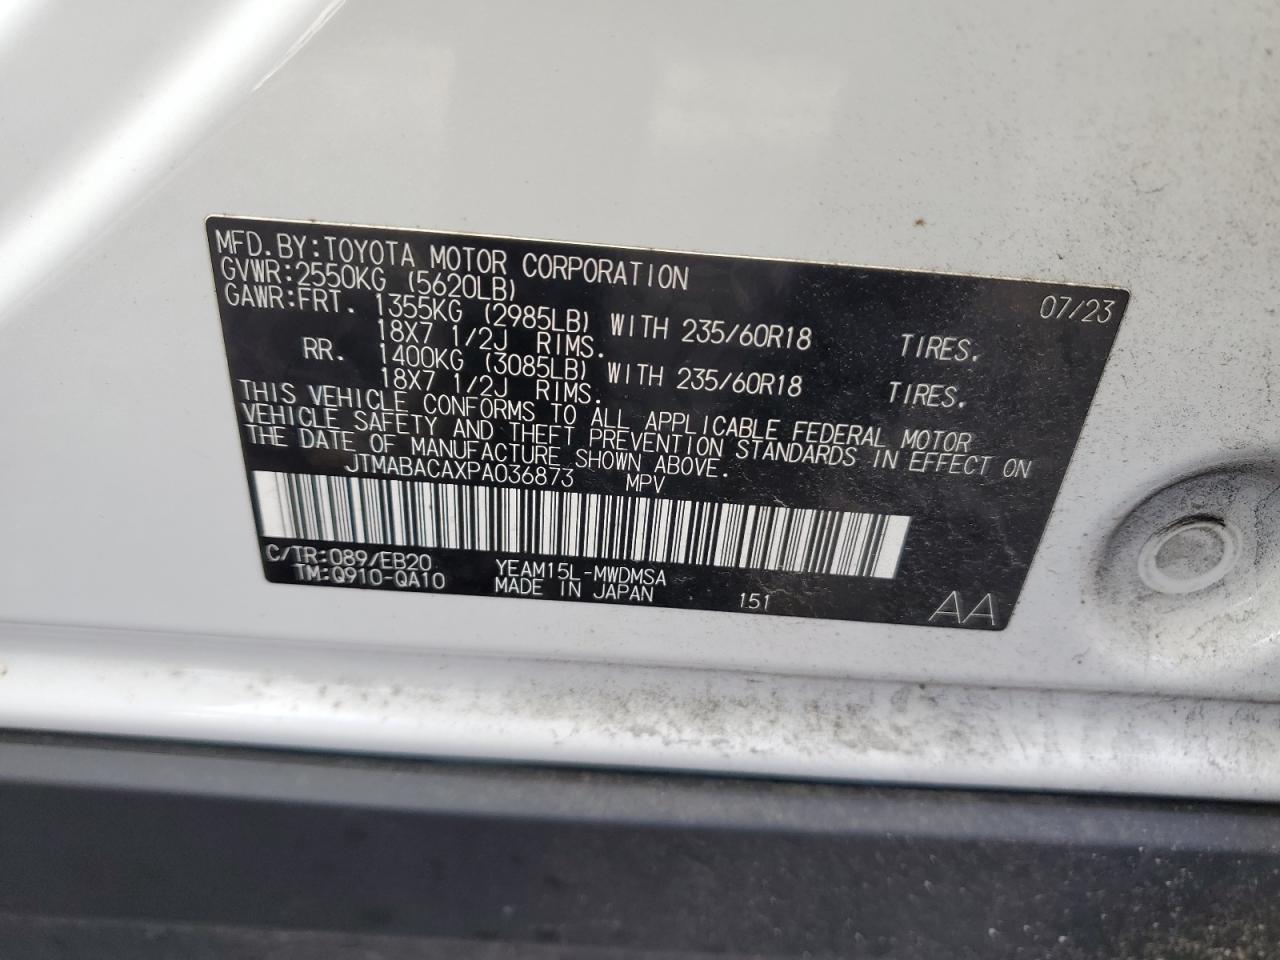 MFD.BY:TOYOTA MOTOR CORPORATION 07/23
GVWR:2550KG (5620LB)
GAWR:FRT. 1355KG (2985LB) WITH 235/60R18 TIRES.
18X7 1/2J RIMS.
RR. 1400KG (3085LB) WITH 235/60R18 TIRES.
18X7 1/2J RIMS.
THIS VEHICLE CONFORMS TO ALL APPLICABLE FEDERAL MOTOR
VEHICLE SAFETY AND THEFT PREVENTION STANDARDS IN EFFECT ON
THE DATE OF MANUFACTURE SHOWN ABOVE.
JTMABACAXPA036873 MPV
C/TR:089/EB20 YEAM15L-MWDMSA
TM:Q910-QA10 MADE IN JAPAN 151 AA